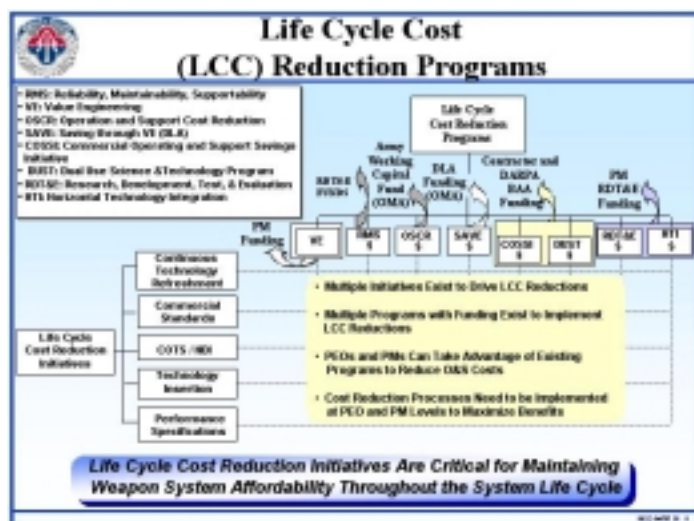 Life Cycle Cost
(LCC) Reduction Programs
• RMS: Reliability, Maintainability, Supportability
• VE: Value Engineering
• OSCR: Operation and Support Cost Reduction
• SAVE: Saving through VE (DLA)
• COSSI: Commercial Operating and Support Savings
Initiative
• DUST: Dual Use Science & Technology Program
• RDT&E: Research, Development, Test, & Evaluation
• HTI: Horizontal Technology Integration
Life Cycle
Cost Reduction
Programs
RDT&E
FUNDS
Army
Working
Capital
Fund
(OMA)
DLA
Funding
(OMA)
Contractor and
DARPA
BAA
Funding
PM
RDT&E
Funding
PM
Funding
VE
RMS
$
OSCR
$
SAVE
$
COSSI
$
DUST
$
RDT&E
$
HTI
$
Life Cycle
Cost Reduction
Initiatives
Continuous
Technology
Refreshment
Commercial
Standards
COTS / NDI
Technology
Insertion
Performance
Specifications
• Multiple Initiatives Exist to Drive LCC Reductions
• Multiple Programs with Funding Exist to Implement
LCC Reductions
• PEOs and PMs Can Take Advantage of Existing
Programs to Reduce O&S Costs
• Cost Reduction Processes Need to be Implemented
at PEO and PM Levels to Maximize Benefits
Life Cycle Cost Reduction Initiatives Are Critical for Maintaining
Weapon System Affordability Throughout the System Life Cycle